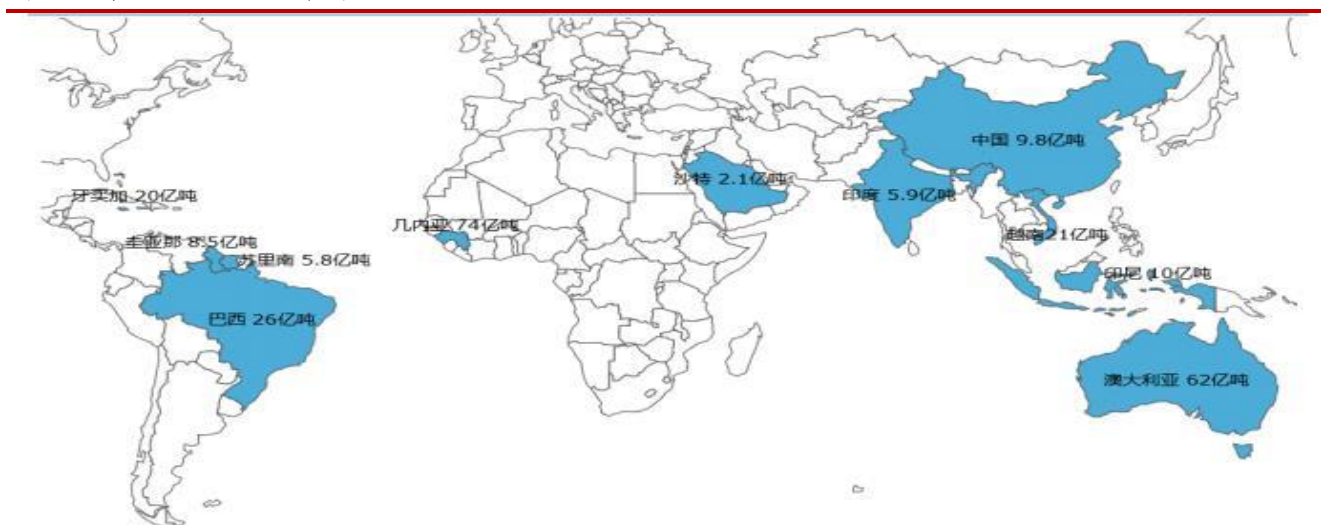 中国 9.8亿吨
沙特 2.1亿吨
印度 5.9亿吨
牙买加 20亿吨
几内亚 74亿吨
越南21亿吨
圭亚那 8.5亿吨
苏里南 5.8亿吨
印尼 10亿吨
巴西 26亿吨
澳大利亚 62亿吨